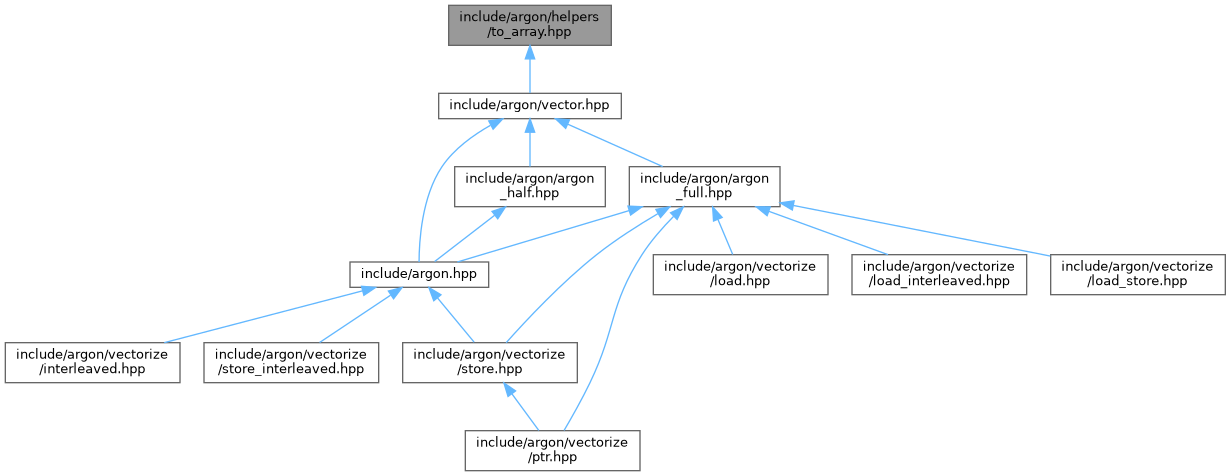 include/argon/helpers
/to_array.hpp
include/argon/vector.hpp
include/argon/argon
_half.hpp
include/argon/argon
_full.hpp
include/argon.hpp
include/argon/vectorize
/load.hpp
include/argon/vectorize
/load_interleaved.hpp
include/argon/vectorize
/load_store.hpp
include/argon/vectorize
/interleaved.hpp
include/argon/vectorize
/store_interleaved.hpp
include/argon/vectorize
/store.hpp
include/argon/vectorize
/ptr.hpp